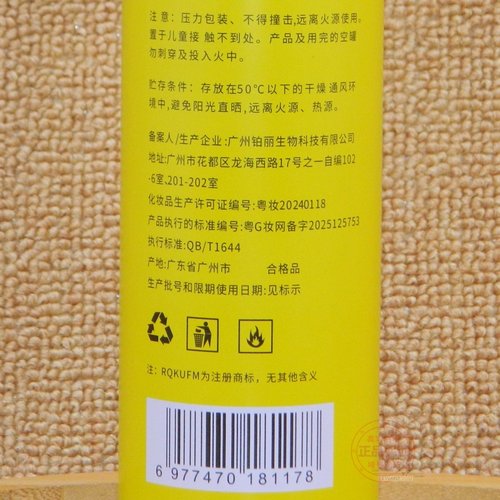 注意：压力包装、不得撞击,远离火源使用。
置于儿童接 触不到处。产品及用完的空罐
勿刺穿及投入火中。
贮存条件：存放在50℃以下的干燥通风环
境中,避免阳光直晒,远离火源、热源。
备案人/生产企业:广州铂丽生物科技有限公司
地址:广州市花都区龙海西路17号之一自编102
-6室,201-202室
化妆品生产许可证编号:粤妆20240118
产品执行的标准编号:粤G妆网备字2025125753
执行标准:QB/T1644
产地:广东省广州市 合格品
生产批号和限期使用日期:见标示
注：RQKUFM为注册商标，无其他含义
6 977470 181178
正品